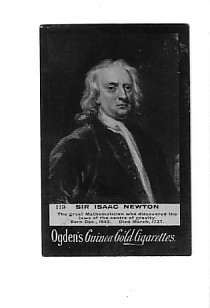 113 SIR ISAAC NEWTON
The great Mathematician who discovered the
laws of the centre of gravity.
Born Dec., 1642. Died March, 1727.
Ogden's Guinea Gold Cigarettes.